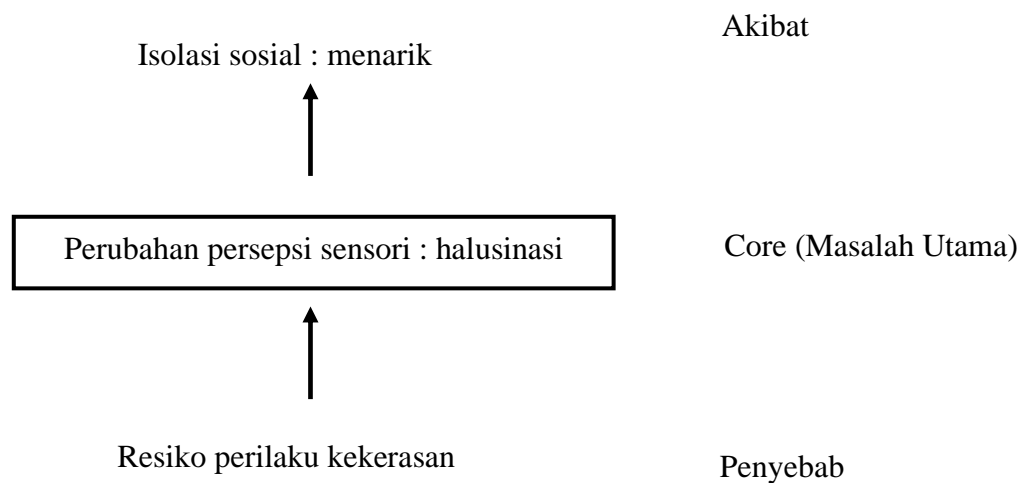 Akibat
Isolasi sosial : menarik
Perubahan persepsi sensori : halusinasi
Core (Masalah Utama)
Resiko perilaku kekerasan
Penyebab